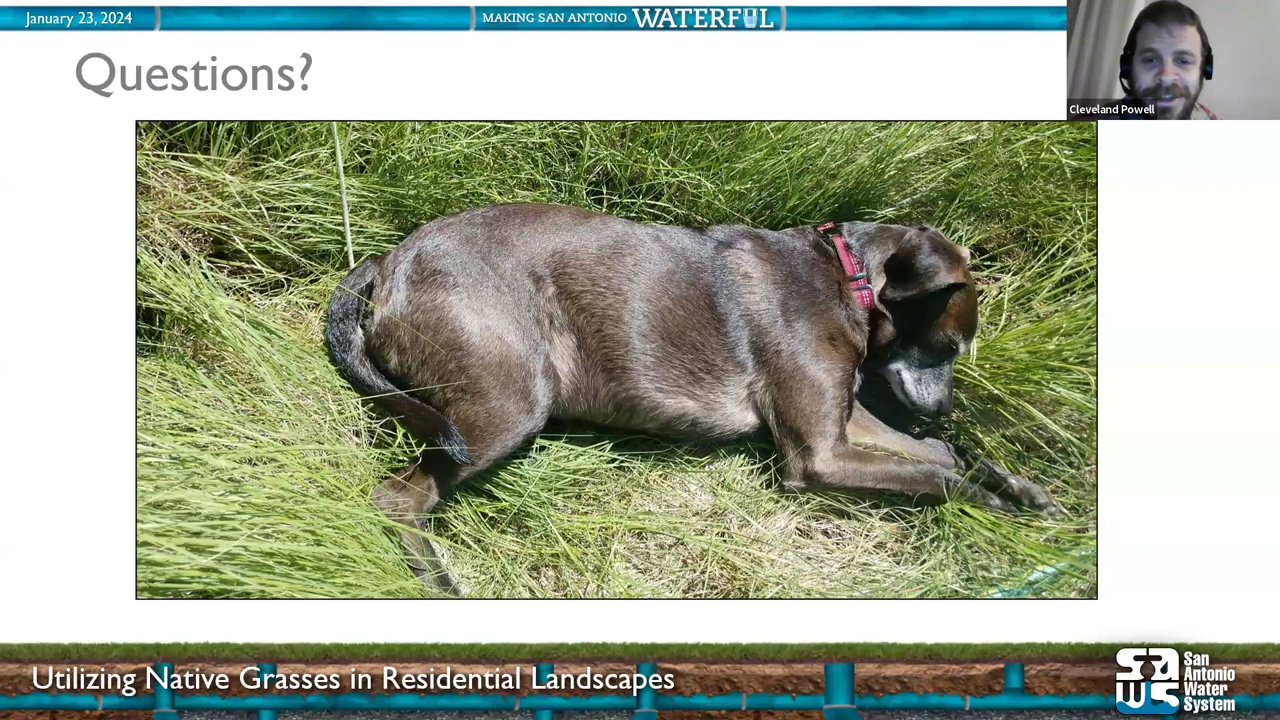 January 23, 2024
MAKING SAN ANTONIO WATERFUL
Cleveland Powell
Questions?
Utilizing Native Grasses in Residential Landscapes
SAWS
San
Antonio
Water
System